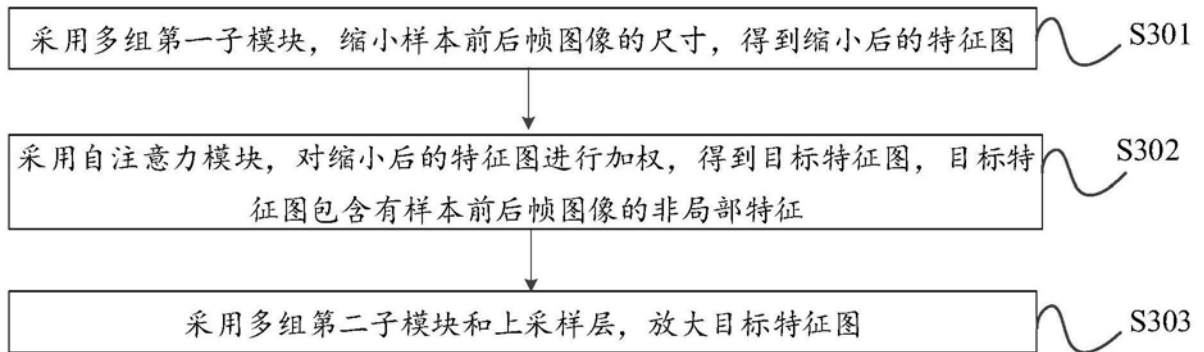 采用多组第一子模块，缩小样本前后帧图像的尺寸，得到缩小后的特征图
S301
采用自注意力模块，对缩小后的特征图进行加权，得到目标特征图，目标特
征图包含有样本前后帧图像的非局部特征
S302
采用多组第二子模块和上采样层，放大目标特征图
S303